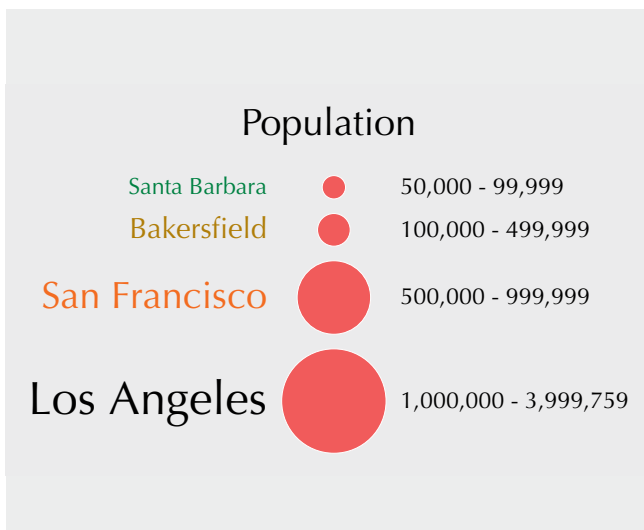 Population
Santa Barbara 50,000 - 99,999
Bakersfield 100,000 - 499,999
San Francisco 500,000 - 999,999
Los Angeles 1,000,000 - 3,999,759